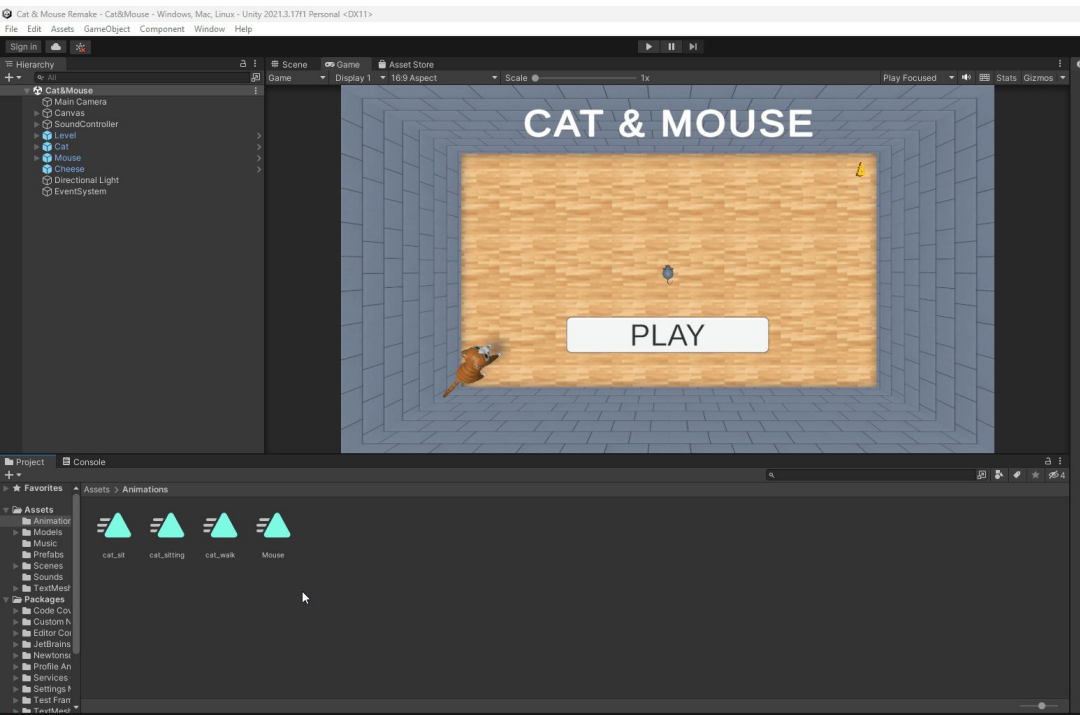 Cat & Mouse Remake - Cat&Mouse - Windows, Mac, Linux - Unity 2021.3.17f1 Personal <DX11>
File Edit Assets GameObject Component Window Help
Sign in
Hierarchy
All
Cat&Mouse
Main Camera
Canvas
SoundController
Level
Cat
Mouse
Cheese
Directional Light
EventSystem
Scene Game Asset Store
Game Display 1 16:9 Aspect Scale 1x Play Focused Stats Gizmos
CAT & MOUSE
PLAY
Project Console
4
Favorites
Assets
Animation
Models
Music
Prefabs
Scenes
Sounds
TextMesh
Packages
Code Cov
Custom N
Editor Cor
JetBrains
Newtonso
Profile An
Services
Settings M
Test Fram
TextMesh
Assets > Animations
cat_sit cat_sitting cat_walk Mouse